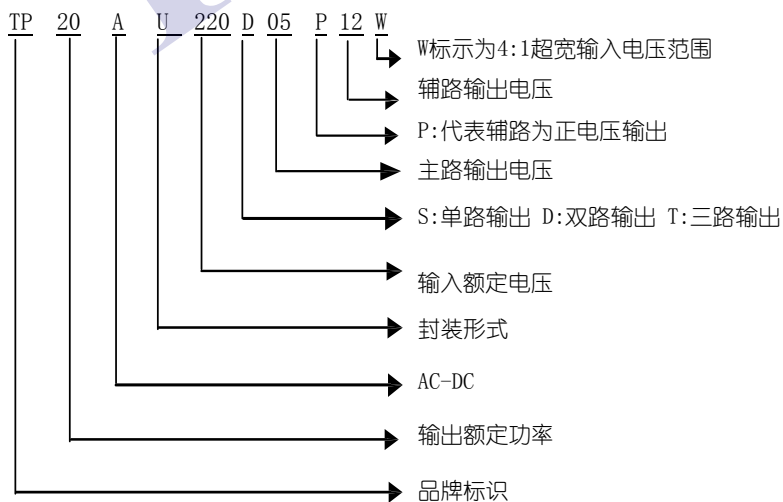 TP 20 A U 220 D 05 P 12 W
W标示为4:1超宽输入电压范围
辅路输出电压
P:代表辅路为正电压输出
主路输出电压
S:单路输出 D:双路输出 T:三路输出
输入额定电压
封装形式
AC-DC
输出额定功率
品牌标识